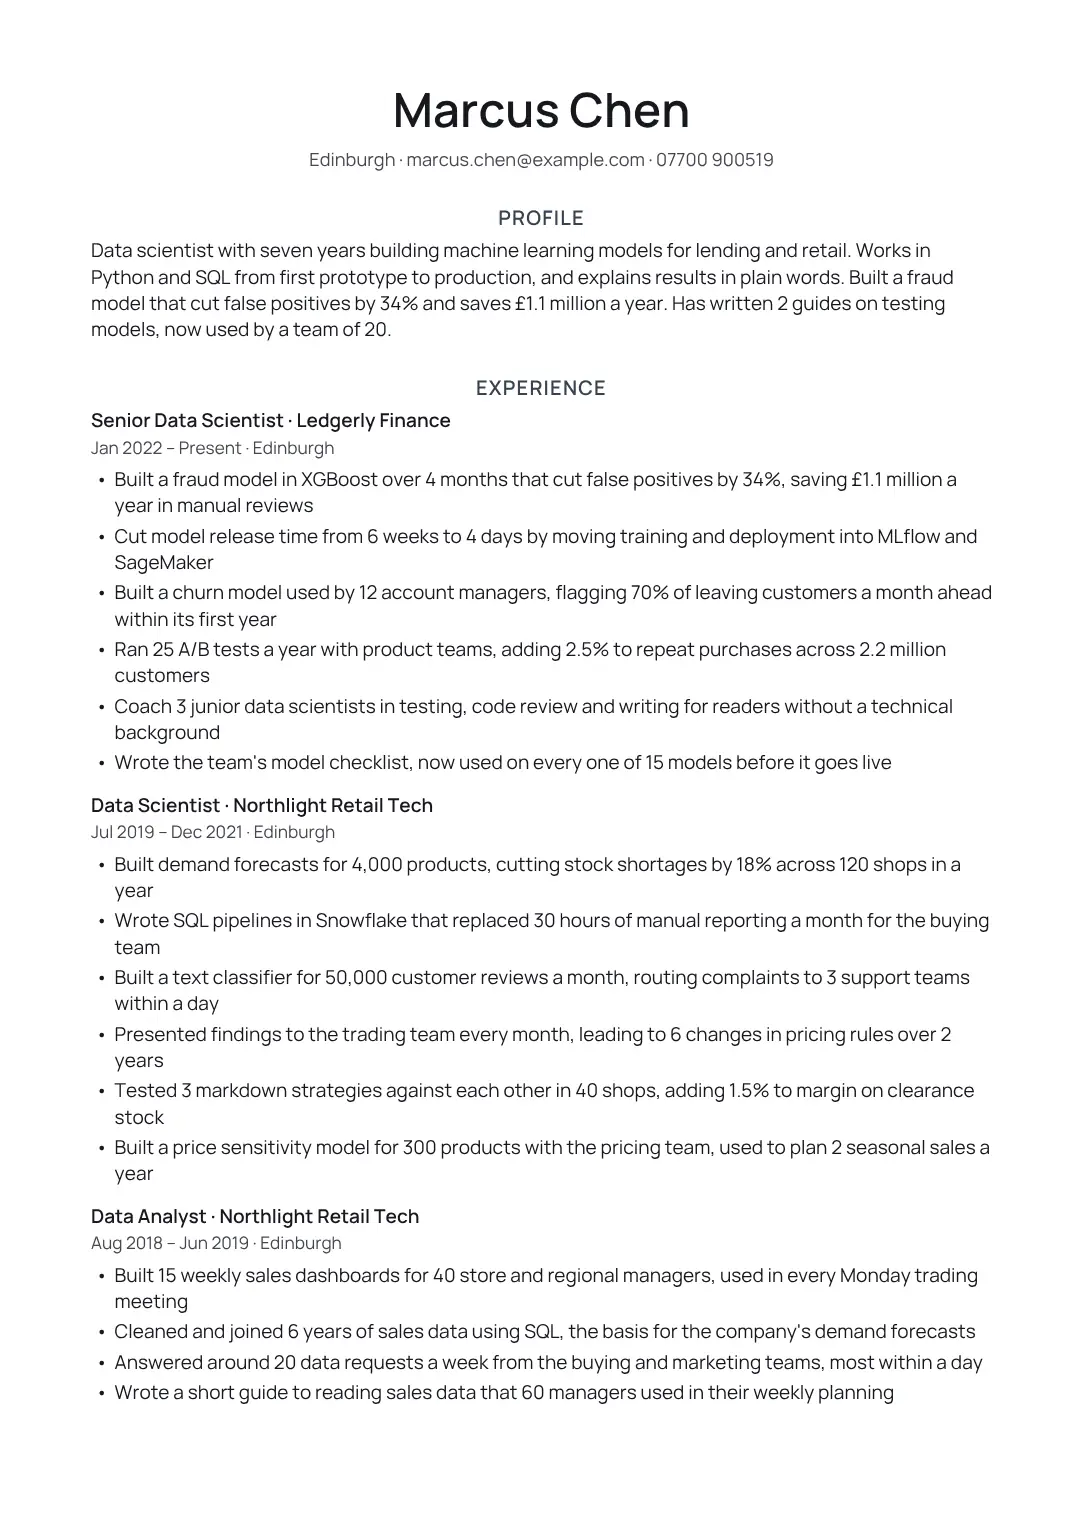 Marcus Chen
Edinburgh · marcus.chen@example.com · 07700 900519
PROFILE
Data scientist with seven years building machine learning models for lending and retail. Works in
Python and SQL from first prototype to production, and explains results in plain words. Built a fraud
model that cut false positives by 34% and saves £1.1 million a year. Has written 2 guides on testing
models, now used by a team of 20.
EXPERIENCE
Senior Data Scientist · Ledgerly Finance
Jan 2022 – Present · Edinburgh
• Built a fraud model in XGBoost over 4 months that cut false positives by 34%, saving £1.1 million a
year in manual reviews
• Cut model release time from 6 weeks to 4 days by moving training and deployment into MLflow and
SageMaker
• Built a churn model used by 12 account managers, flagging 70% of leaving customers a month ahead
within its first year
• Ran 25 A/B tests a year with product teams, adding 2.5% to repeat purchases across 2.2 million
customers
• Coach 3 junior data scientists in testing, code review and writing for readers without a technical
background
• Wrote the team's model checklist, now used on every one of 15 models before it goes live
Data Scientist · Northlight Retail Tech
Jul 2019 – Dec 2021 · Edinburgh
• Built demand forecasts for 4,000 products, cutting stock shortages by 18% across 120 shops in a
year
• Wrote SQL pipelines in Snowflake that replaced 30 hours of manual reporting a month for the buying
team
• Built a text classifier for 50,000 customer reviews a month, routing complaints to 3 support teams
within a day
• Presented findings to the trading team every month, leading to 6 changes in pricing rules over 2
years
• Tested 3 markdown strategies against each other in 40 shops, adding 1.5% to margin on clearance
stock
• Built a price sensitivity model for 300 products with the pricing team, used to plan 2 seasonal sales a
year
Data Analyst · Northlight Retail Tech
Aug 2018 – Jun 2019 · Edinburgh
• Built 15 weekly sales dashboards for 40 store and regional managers, used in every Monday trading
meeting
• Cleaned and joined 6 years of sales data using SQL, the basis for the company's demand forecasts
• Answered around 20 data requests a week from the buying and marketing teams, most within a day
• Wrote a short guide to reading sales data that 60 managers used in their weekly planning